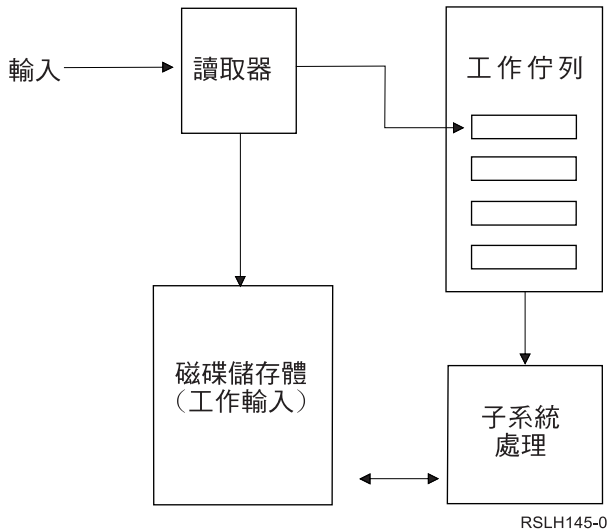 輸入
讀取器
工作佇列
磁碟儲存體
（工作輸入）
子系統
處理
RSLH145-0